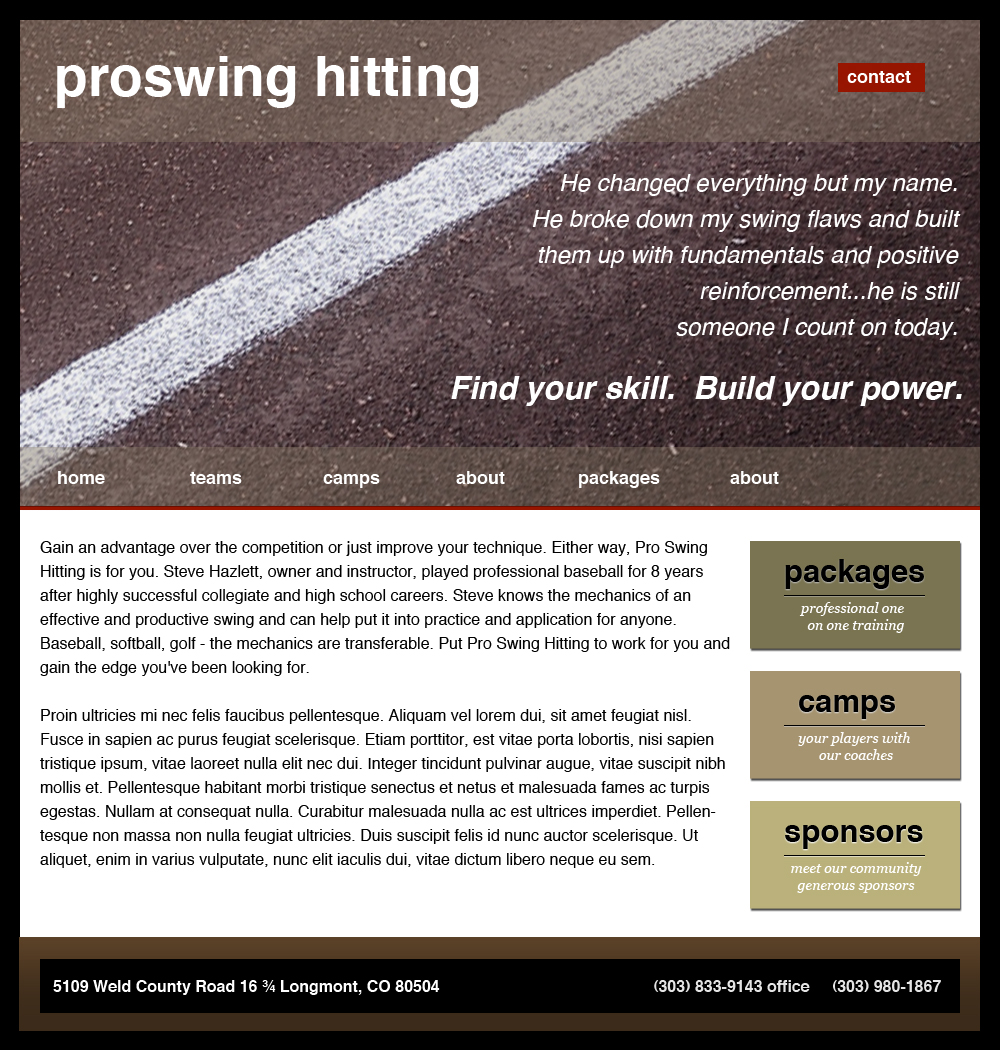 proswing hitting
contact
He changed everything but my name.
He broke down my swing flaws and built
them up with fundamentals and positive
reinforcement...he is still
someone I count on today.
Find your skill. Build your power.
home teams camps about packages about
Gain an advantage over the competition or just improve your technique. Either way, Pro Swing
Hitting is for you. Steve Hazlett, owner and instructor, played professional baseball for 8 years
after highly successful collegiate and high school careers. Steve knows the mechanics of an
effective and productive swing and can help put it into practice and application for anyone.
Baseball, softball, golf - the mechanics are transferable. Put Pro Swing Hitting to work for you and
gain the edge you've been looking for.
Proin ultricies mi nec felis faucibus pellentesque. Aliquam vel lorem dui, sit amet feugiat nisl.
Fusce in sapien ac purus feugiat scelerisque. Etiam porttitor, est vitae porta lobortis, nisi sapien
tristique ipsum, vitae laoreet nulla elit nec dui. Integer tincidunt pulvinar augue, vitae suscipit nibh
mollis et. Pellentesque habitant morbi tristique senectus et netus et malesuada fames ac turpis
egestas. Nullam at consequat nulla. Curabitur malesuada nulla ac est ultrices imperdiet. Pellen-
tesque non massa non nulla feugiat ultricies. Duis suscipit felis id nunc auctor scelerisque. Ut
aliquet, enim in varius vulputate, nunc elit iaculis dui, vitae dictum libero neque eu sem.
packages
professional one
on one training
camps
your players with
our coaches
sponsors
meet our community
generous sponsors
5109 Weld County Road 16 ¾ Longmont, CO 80504
(303) 833-9143 office (303) 980-1867